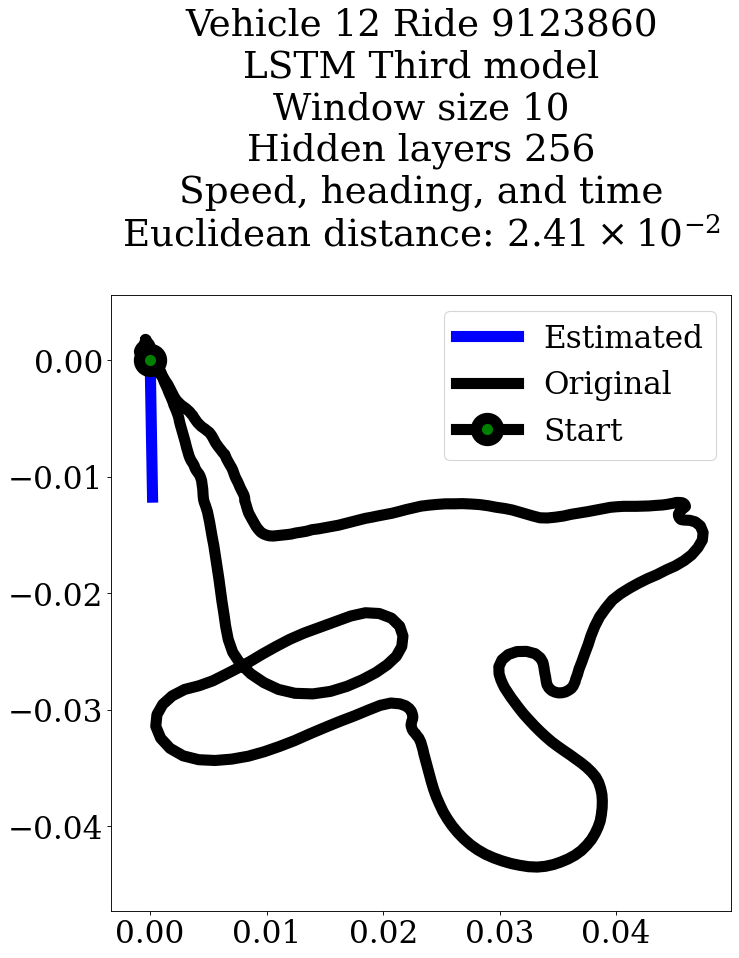 Vehicle 12 Ride 9123860
LSTM Third model
Window size 10
Hidden layers 256
Speed, heading, and time
Euclidean distance: 2.41 × 10⁻²
Estimated
Original
Start
0.00
−0.01
−0.02
−0.03
−0.04
0.00 0.01 0.02 0.03 0.04